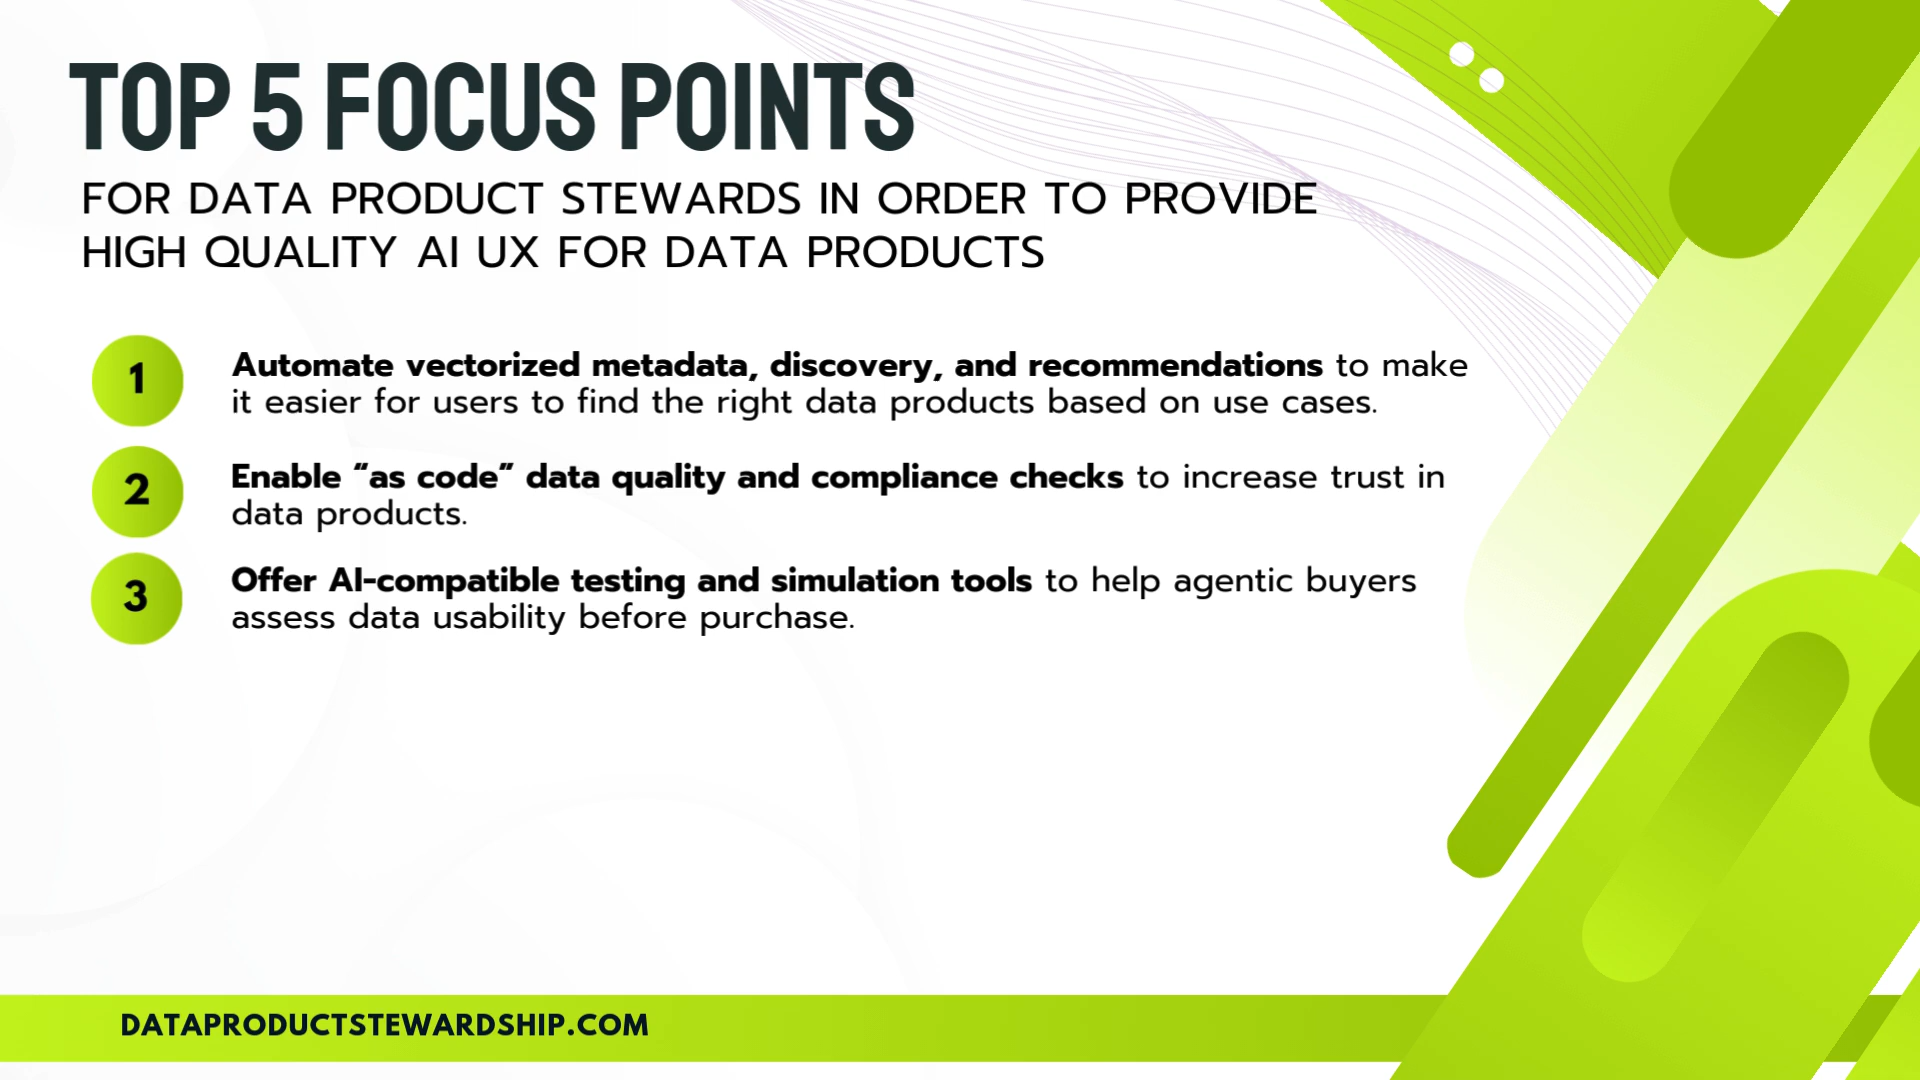 TOP 5 FOCUS POINTS
FOR DATA PRODUCT STEWARDS IN ORDER TO PROVIDE
HIGH QUALITY AI UX FOR DATA PRODUCTS
1
Automate vectorized metadata, discovery, and recommendations to make
it easier for users to find the right data products based on use cases.
2
Enable “as code” data quality and compliance checks to increase trust in
data products.
3
Offer AI-compatible testing and simulation tools to help agentic buyers
assess data usability before purchase.
DATAPRODUCTSTEWARDSHIP.COM